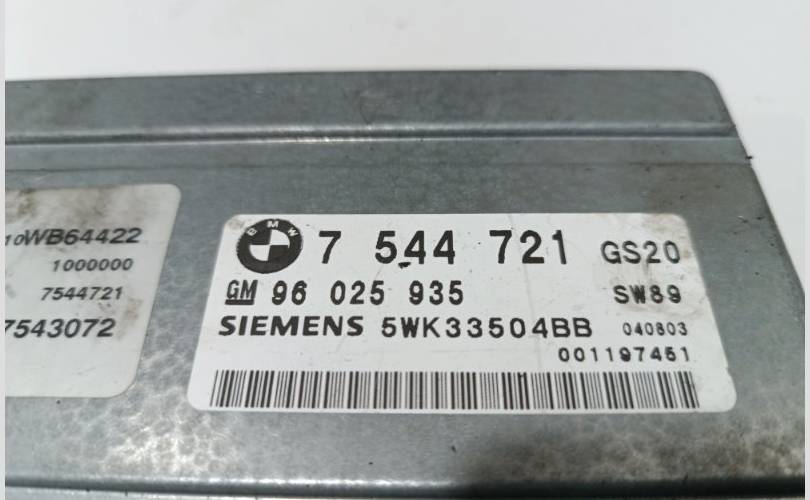 10WB64422
1000000
7544721
7543072
BMW 7 544 721 GS20
GM 96 025 935 SW89
SIEMENS 5WK33504BB 040803
001197451